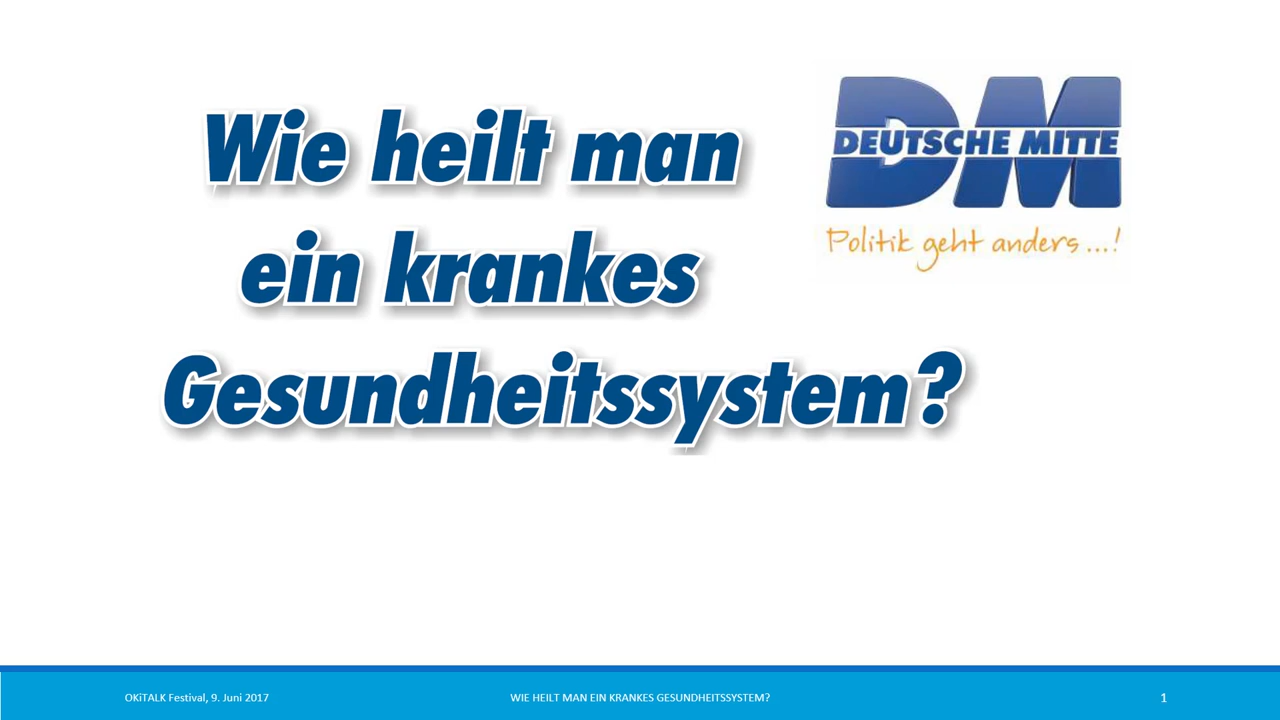 Wie heilt man
ein krankes
Gesundheitssystem?
DM
DEUTSCHE MITTE
Politik geht anders ...!
OKiTALK Festival, 9. Juni 2017
WIE HEILT MAN EIN KRANKES GESUNDHEITSSYSTEM?
1